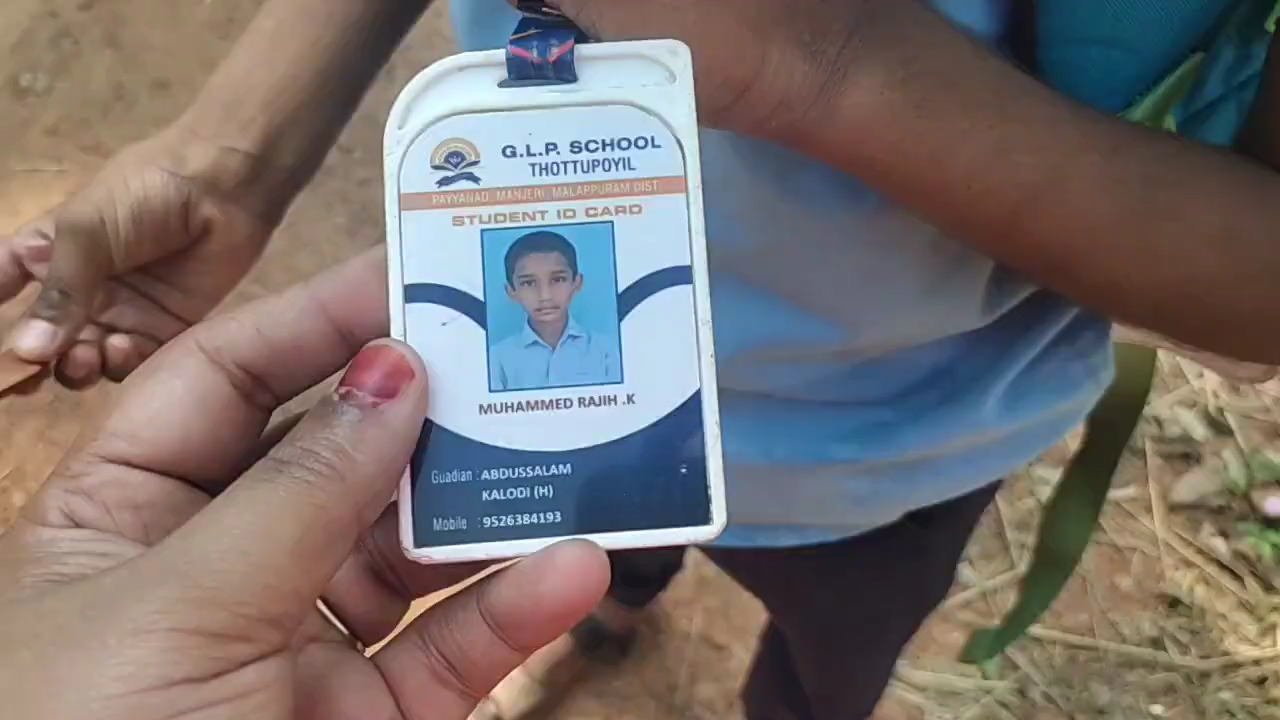 G.L.P. SCHOOL
THOTTUPOYIL
PAYYANAD, MANJERI, MALAPPURAM DIST.
STUDENT ID CARD
MUHAMMED RAJIH .K
Guadian : ABDUSSALAM
KALODI (H)
Mobile : 9526384193